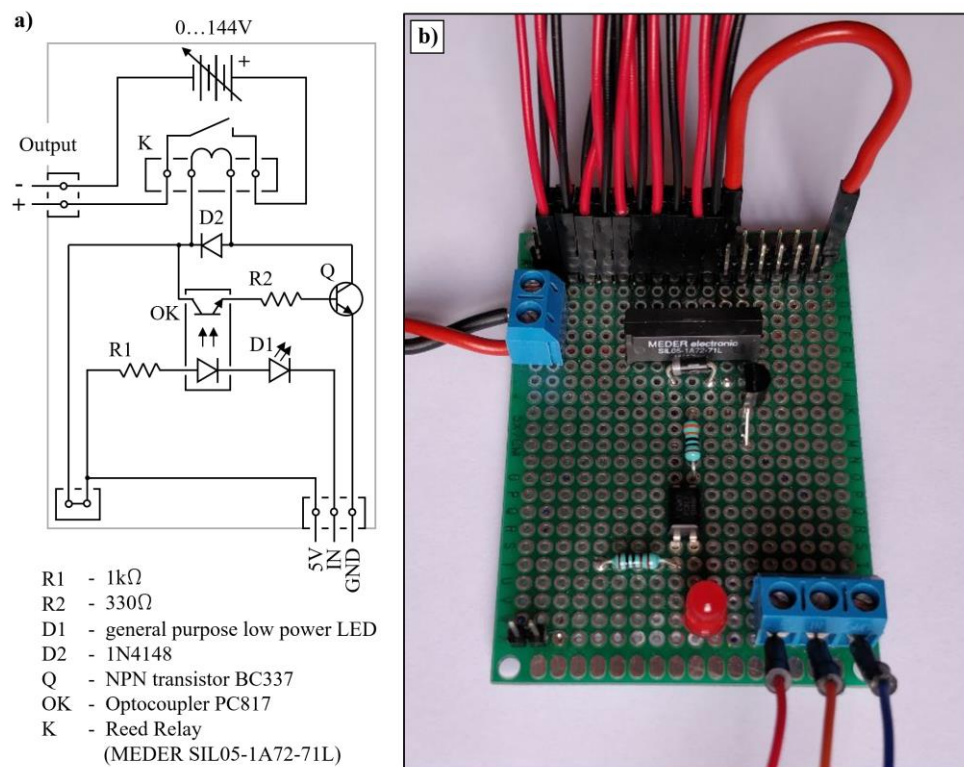 a)
0…144V
+
Output
K
-
+
D2
Q
R2
OK
D1
R1
5V
IN
GND
R1 - 1kΩ
R2 - 330Ω
D1 - general purpose low power LED
D2 - 1N4148
Q - NPN transistor BC337
OK - Optocoupler PC817
K - Reed Relay
(MEDER SIL05-1A72-71L)
b)
MEDER electronic
SIL05-1A72-71L